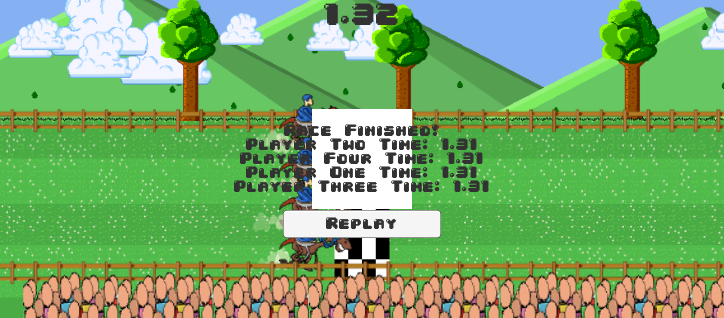 1.32
Race Finished!
Player Two Time: 1.31
Player Four Time: 1.31
Player One Time: 1.31
Player Three Time: 1.31
Replay